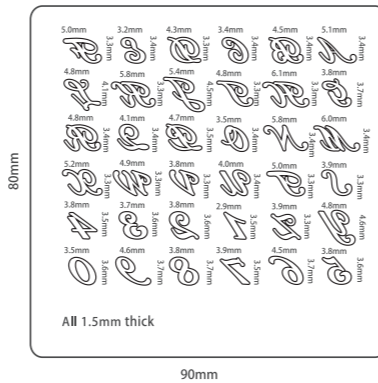 5.0mm 3.2mm 4.3mm 3.4mm 4.5mm 5.1mm
3.3mm 3.4mm 3.3mm 3.4mm 3.4mm 3.4mm
4.8mm 5.8mm 5.4mm 4.8mm 6.1mm 3.8mm
4.1mm 3.3mm 4.5mm 3.3mm 3.3mm 3.7mm
4.8mm 4.1mm 4.7mm 3.5mm 5.8mm 6.0mm
3.4mm 3.4mm 3.5mm 3.4mm 3.4mm 3.4mm
5.2mm 4.9mm 3.8mm 4.0mm 5.0mm 3.9mm
3.3mm 3.3mm 3.3mm 3.4mm 3.3mm 3.3mm
3.8mm 3.7mm 3.8mm 2.9mm 3.9mm 4.8mm
3.5mm 3.6mm 3.6mm 3.5mm 3.3mm 4.6mm
3.5mm 4.6mm 3.8mm 3.9mm 4.5mm 3.8mm
3.6mm 3.7mm 3.7mm 3.5mm 3.7mm 3.6mm
All 1.5mm thick
80mm
90mm